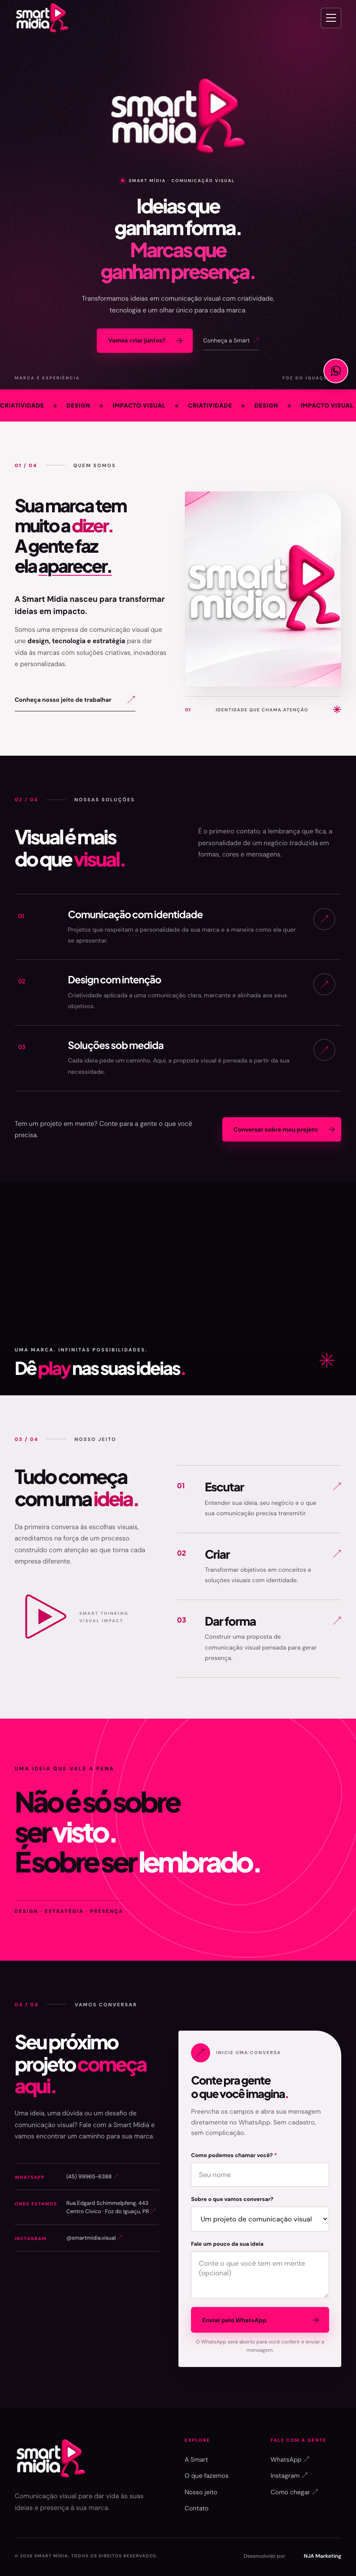 smart
mídia
smart
mídia
SMART MÍDIA · COMUNICAÇÃO VISUAL
Ideias que
ganham forma.
Marcas que
ganham presença.
Transformamos ideias em comunicação visual com criatividade,
tecnologia e um olhar único para cada marca.
Vamos criar juntos? →
Conheça a Smart ↗
MARCA É EXPERIÊNCIA
FOZ DO IGUAÇ
CRIATIVIDADE DESIGN IMPACTO VISUAL CRIATIVIDADE DESIGN IMPACTO VISUAL
01 / 04 QUEM SOMOS
Sua marca tem
muito a dizer.
A gente faz
ela aparecer.
A Smart Mídia nasceu para transformar
ideias em impacto.
Somos uma empresa de comunicação visual que
une design, tecnologia e estratégia para dar
vida às marcas com soluções criativas, inovadoras
e personalizadas.
Conheça nosso jeito de trabalhar ↗
smart
mídia
01 IDENTIDADE QUE CHAMA ATENÇÃO
02 / 04 NOSSAS SOLUÇÕES
Visual é mais
do que visual.
É o primeiro contato, a lembrança que fica, a
personalidade de um negócio traduzida em
formas, cores e mensagens.
01 Comunicação com identidade
Projetos que respeitam a personalidade da sua marca e a maneira como ela quer
se apresentar.
02 Design com intenção
Criatividade aplicada a uma comunicação clara, marcante e alinhada aos seus
objetivos.
03 Soluções sob medida
Cada ideia pede um caminho. Aqui, a proposta visual é pensada a partir da sua
necessidade.
Tem um projeto em mente? Conte para a gente o que você
precisa.
Conversar sobre meu projeto →
UMA MARCA. INFINITAS POSSIBILIDADES.
Dê play nas suas ideias.
03 / 04 NOSSO JEITO
Tudo começa
com uma ideia.
Da primeira conversa às escolhas visuais,
acreditamos na força de um processo
construído com atenção ao que torna cada
empresa diferente.
SMART THINKING
VISUAL IMPACT
01 Escutar ↗
Entender sua ideia, seu negócio e o que
sua comunicação precisa transmitir.
02 Criar ↗
Transformar objetivos em conceitos e
soluções visuais com identidade.
03 Dar forma ↗
Construir uma proposta de
comunicação visual pensada para gerar
presença.
UMA IDEIA QUE VALE A PENA
Não é só sobre
ser visto.
É sobre ser lembrado.
DESIGN · ESTRATÉGIA · PRESENÇA
04 / 04 VAMOS CONVERSAR
Seu próximo
projeto começa
aqui.
Uma ideia, uma dúvida ou um desafio de
comunicação visual? Fale com a Smart Mídia e
vamos encontrar um caminho para sua marca.
WHATSAPP (45) 99965-6388 ↗
ONDE ESTAMOS Rua Edgard Schimmelpfeng, 443
Centro Cívico · Foz do Iguaçu, PR ↗
INSTAGRAM @smartmidia.visual ↗
INICIE UMA CONVERSA
Conte pra gente
o que você imagina.
Preencha os campos e abra sua mensagem
diretamente no WhatsApp. Sem cadastro,
sem complicação.
Como podemos chamar você? *
Seu nome
Sobre o que vamos conversar?
Um projeto de comunicação visual
Fale um pouco da sua ideia
Conte o que você tem em mente
(opcional)
Enviar pelo WhatsApp →
O WhatsApp será aberto para você conferir e enviar a
mensagem.
smart
mídia
Comunicação visual para dar vida às suas
ideias e presença à sua marca.
EXPLORE
A Smart
O que fazemos
Nosso jeito
Contato
FALE COM A GENTE
WhatsApp ↗
Instagram ↗
Como chegar ↗
© 2026 SMART MÍDIA. TODOS OS DIREITOS RESERVADOS.
Desenvolvido por NJA Marketing